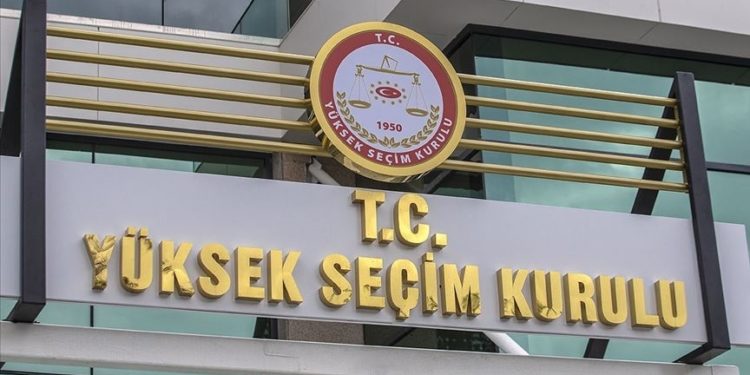 T.C.
1950
YÜKSEK SEÇİM KURULU
T.C.
YÜKSEK SEÇİM KURULU